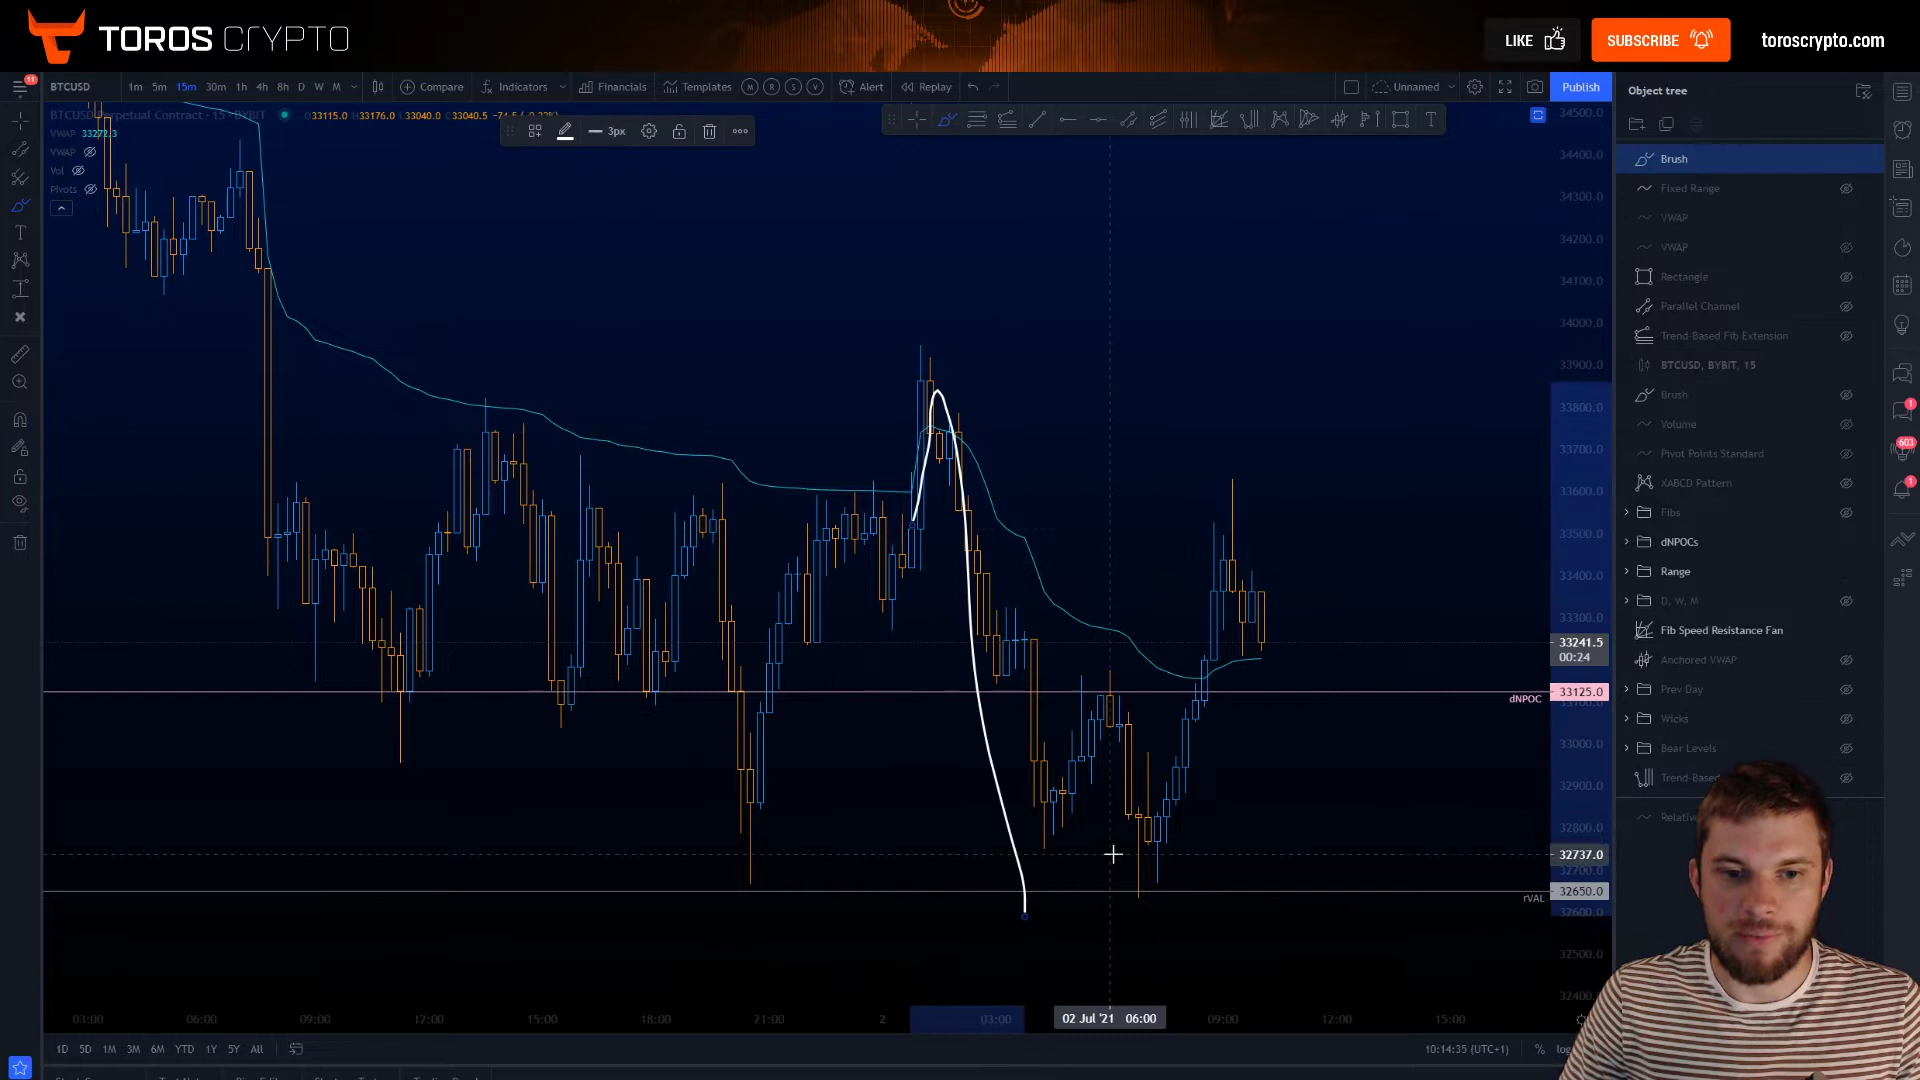 TOROS CRYPTO
LIKE
SUBSCRIBE
toroscrypto.com
11
BTCUSD
1m 5m 15m 30m 1h 4h 8h D W M
Compare
Indicators
Financials
Templates
M R S V
Alert
Replay
Unnamed
Publish
BTCUSD Perpetual Contract · 15 · BYBIT
O33115.0 H33176.0 L33040.0 C33040.5
VWAP 33272.3
VWAP
Vol
Pivots
3px
Object tree
Brush
Fixed Range
VWAP
VWAP
Rectangle
Parallel Channel
Trend-Based Fib Extension
BTCUSD, BYBIT, 15
Brush
Volume
Pivot Points Standard
XABCD Pattern
Fibs
dNPOCs
Range
D, W, M
Fib Speed Resistance Fan
Anchored VWAP
Prev Day
Wicks
Bear Levels
Trend-Based
Relativ
1
603
1
34500.0
34400.0
34300.0
34200.0
34100.0
34000.0
33900.0
33800.0
33700.0
33600.0
33500.0
33400.0
33300.0
33241.5
00:24
dNPOC 33125.0
33000.0
32900.0
32800.0
32737.0
32700.0
rVAL 32650.0
32600.0
32500.0
32400.0
03:00 06:00 09:00 12:00 15:00 18:00 21:00 2 03:00 02 Jul '21 06:00 09:00 12:00 15:00
1D 5D 1M 3M 6M YTD 1Y 5Y All
10:14:35 (UTC+1) % log